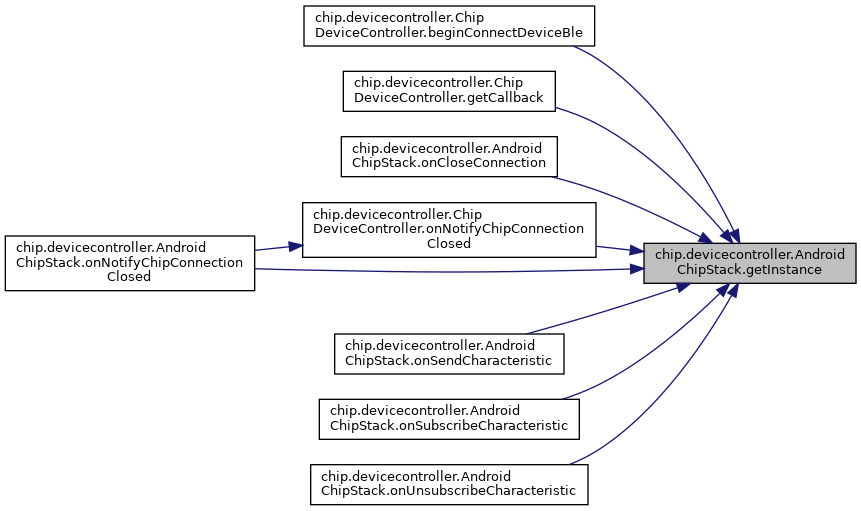 chip.devicecontroller.Chip
DeviceController.beginConnectDeviceBle
chip.devicecontroller.Chip
DeviceController.getCallback
chip.devicecontroller.Android
ChipStack.onCloseConnection
chip.devicecontroller.Chip
DeviceController.onNotifyChipConnection
Closed
chip.devicecontroller.Android
ChipStack.onNotifyChipConnection
Closed
chip.devicecontroller.Android
ChipStack.getInstance
chip.devicecontroller.Android
ChipStack.onSendCharacteristic
chip.devicecontroller.Android
ChipStack.onSubscribeCharacteristic
chip.devicecontroller.Android
ChipStack.onUnsubscribeCharacteristic